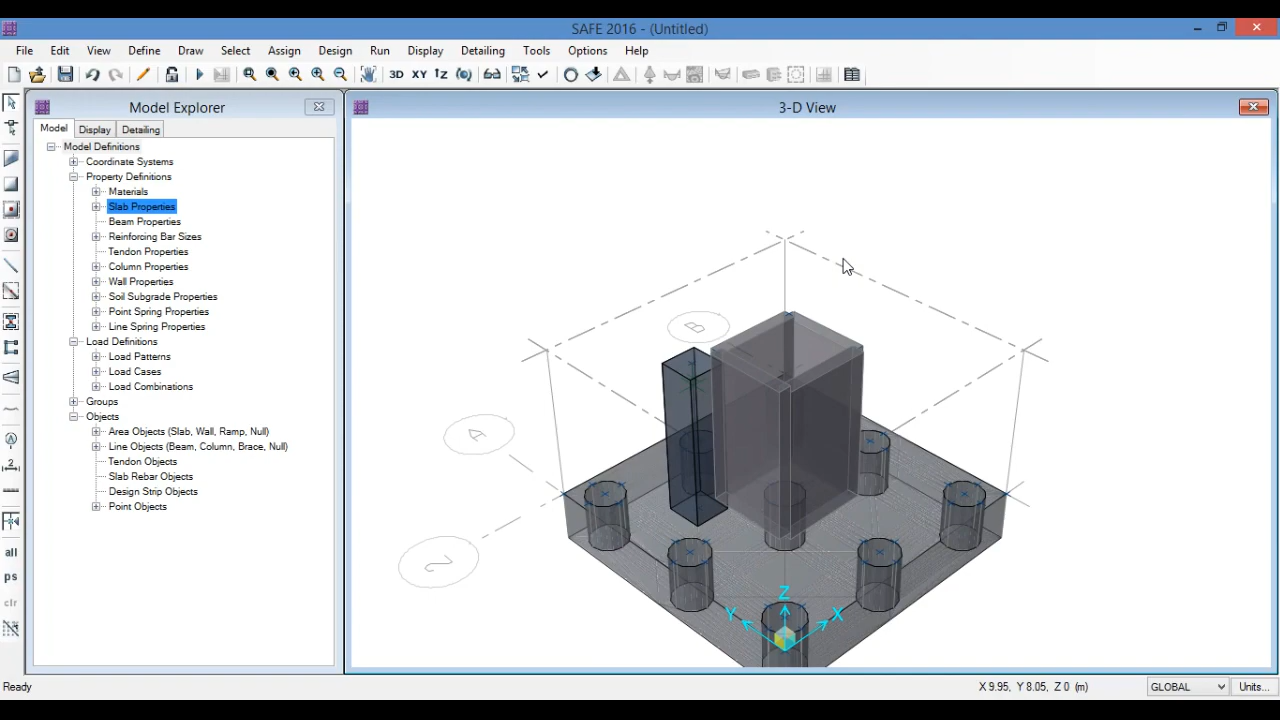 SAFE 2016 - (Untitled)
File Edit View Define Draw Select Assign Design Run Display Detailing Tools Options Help
3D XY
Model Explorer
3-D View
Model Display Detailing
Model Definitions
Coordinate Systems
Property Definitions
Materials
Slab Properties
Beam Properties
Reinforcing Bar Sizes
Tendon Properties
Column Properties
Wall Properties
Soil Subgrade Properties
Point Spring Properties
Line Spring Properties
Load Definitions
Load Patterns
Load Cases
Load Combinations
Groups
Objects
Area Objects (Slab, Wall, Ramp, Null)
Line Objects (Beam, Column, Brace, Null)
Tendon Objects
Slab Rebar Objects
Design Strip Objects
Point Objects
all
ps
clr
B
A
2
Z
Y
X
Ready
X 9.95, Y 8.05, Z 0 (m)
GLOBAL
Units...